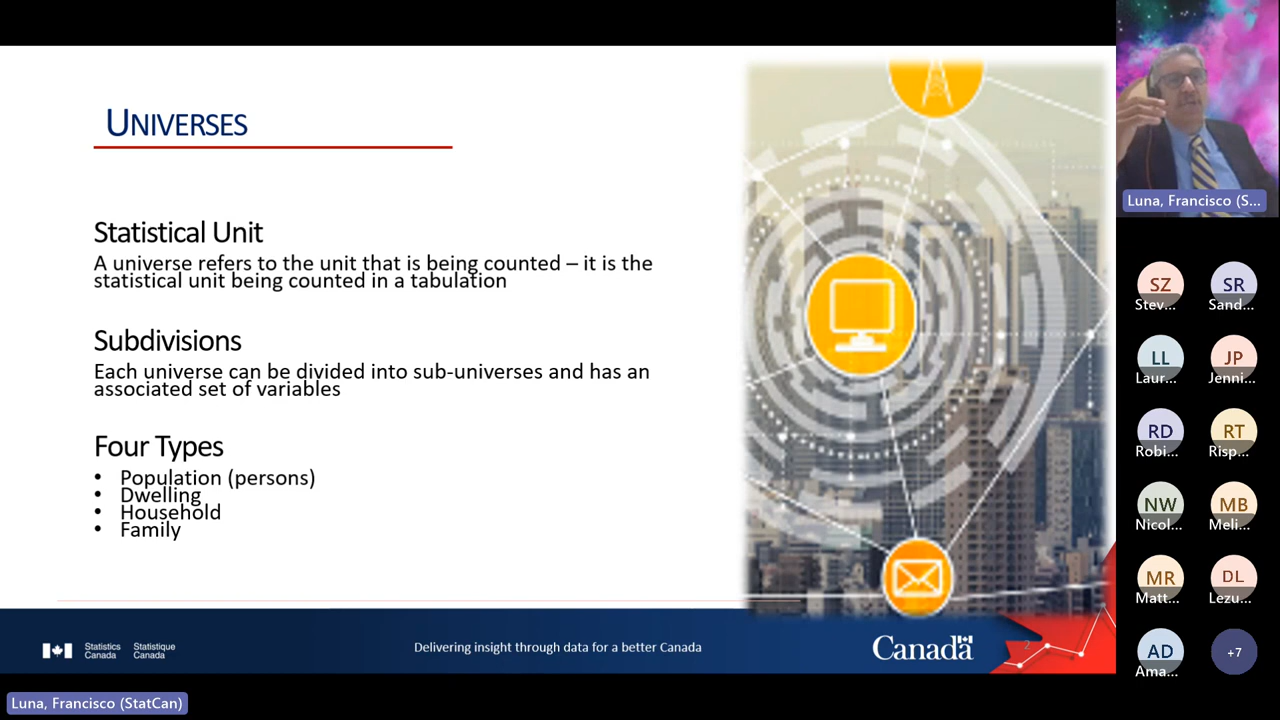 UNIVERSES
Statistical Unit
A universe refers to the unit that is being counted – it is the
statistical unit being counted in a tabulation
Subdivisions
Each universe can be divided into sub-universes and has an
associated set of variables
Four Types
• Population (persons)
• Dwelling
• Household
• Family
Statistics
Canada
Statistique
Canada
Delivering insight through data for a better Canada
Canada
2
Luna, Francisco (StatCan)
Luna, Francisco (S...
SZ
Stev...
SR
Sand...
LL
Laur...
JP
Jenni...
RD
Robi...
RT
Risp...
NW
Nicol...
MB
Meli...
MR
Matt...
DL
Lezu...
AD
Ama...
+7